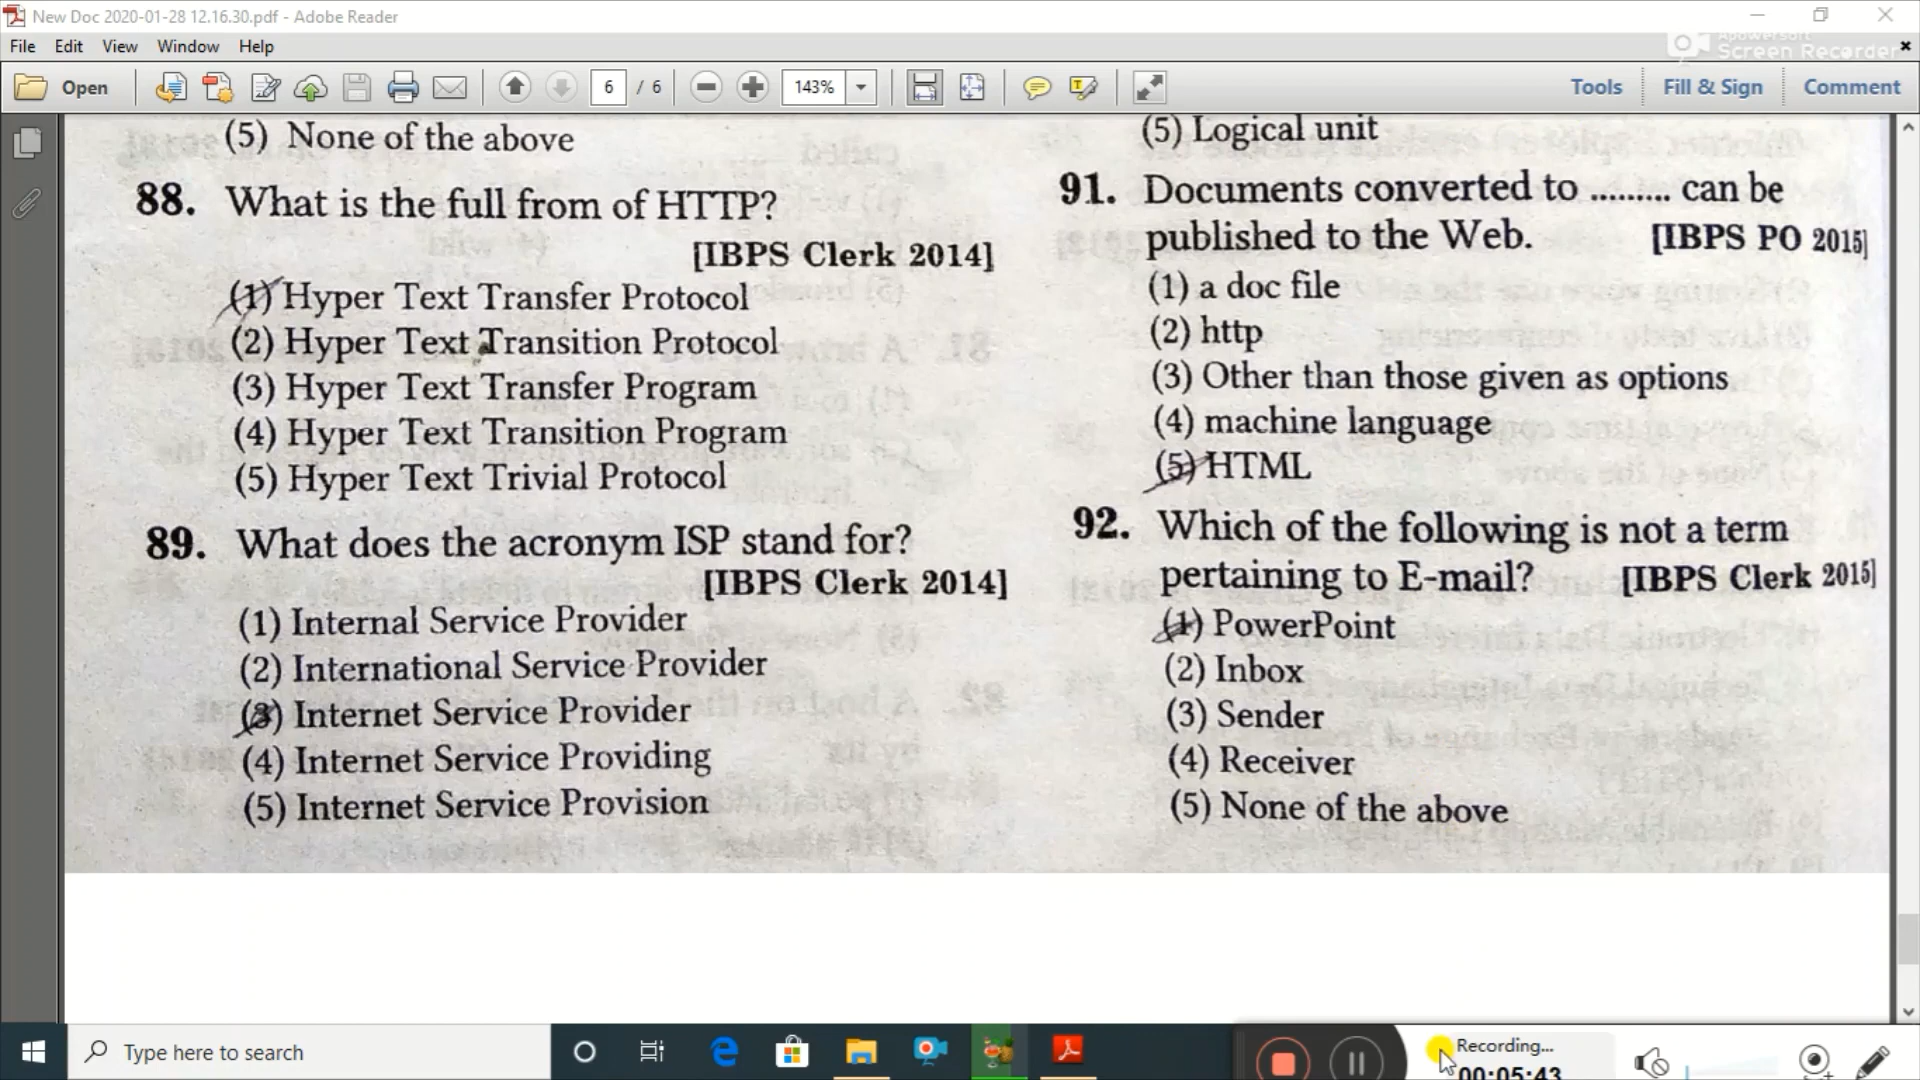 New Doc 2020-01-28 12.16.30.pdf - Adobe Reader
File Edit View Window Help
Apowersoft
Screen Recorder
Open 6 / 6 143% Tools Fill & Sign Comment
(5) None of the above
88. What is the full from of HTTP?
[IBPS Clerk 2014]
(1) Hyper Text Transfer Protocol
(2) Hyper Text Transition Protocol
(3) Hyper Text Transfer Program
(4) Hyper Text Transition Program
(5) Hyper Text Trivial Protocol
89. What does the acronym ISP stand for?
[IBPS Clerk 2014]
(1) Internal Service Provider
(2) International Service Provider
(3) Internet Service Provider
(4) Internet Service Providing
(5) Internet Service Provision
(5) Logical unit
91. Documents converted to ......... can be
published to the Web. [IBPS PO 2015]
(1) a doc file
(2) http
(3) Other than those given as options
(4) machine language
(5) HTML
92. Which of the following is not a term
pertaining to E-mail? [IBPS Clerk 2015]
(1) PowerPoint
(2) Inbox
(3) Sender
(4) Receiver
(5) None of the above
Type here to search
Recording...
00:05:43